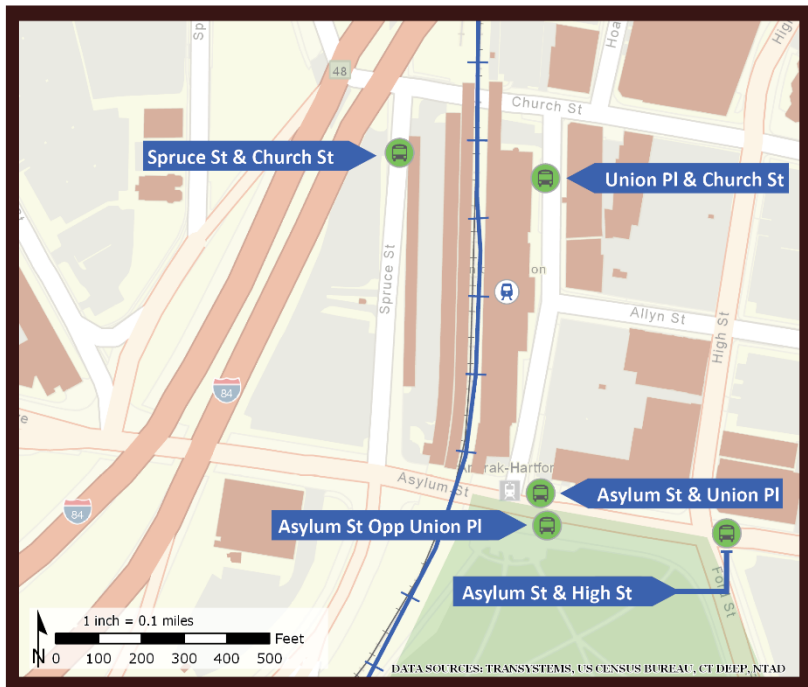 48
Church St
Spruce St & Church St
Union Pl & Church St
Spruce St
Allyn St
High St
84
Asylum St
Asylum St & Union Pl
84
Asylum St Opp Union Pl
Asylum St & High St
1 inch = 0.1 miles
Feet
N
0 100 200 300 400 500
DATA SOURCES: TRANSYSTEMS, US CENSUS BUREAU, CT DEEP, NTAD